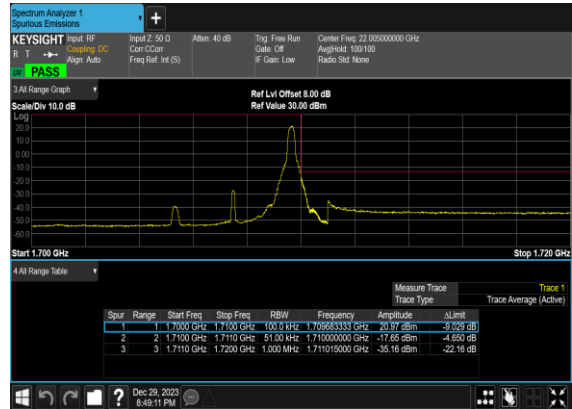 Spectrum Analyzer 1
Spurious Emissions
KEYSIGHT Input: RF Input Z: 50 Ω Atten: 40 dB Trig: Free Run Center Freq: 22.005000000 GHz
R T Coupling: DC Corr CCorr Gate: Off Avg|Hold: 100/100
Align: Auto Freq Ref: Int (S) IF Gain: Low Radio Std: None
LXI PASS
3 All Range Graph
Ref Lvl Offset 8.00 dB
Scale/Div 10.0 dB Ref Value 30.00 dBm
Log
20.0
10.0
0.00
-10.0
-20.0
-30.0
-40.0
-50.0
-60.0
Start 1.700 GHz Stop 1.720 GHz
4 All Range Table
Measure Trace Trace 1
Trace Type Trace Average (Active)
Spur Range Start Freq Stop Freq RBW Frequency Amplitude ΔLimit
1 1 1.7000 GHz 1.7100 GHz 100.0 kHz 1.709683333 GHz 20.97 dBm -9.029 dB
2 2 1.7100 GHz 1.7110 GHz 51.00 kHz 1.710000000 GHz -17.65 dBm -4.650 dB
3 3 1.7110 GHz 1.7200 GHz 1.000 MHz 1.711015000 GHz -35.16 dBm -22.16 dB
? Dec 29, 2023
8:49:11 PM